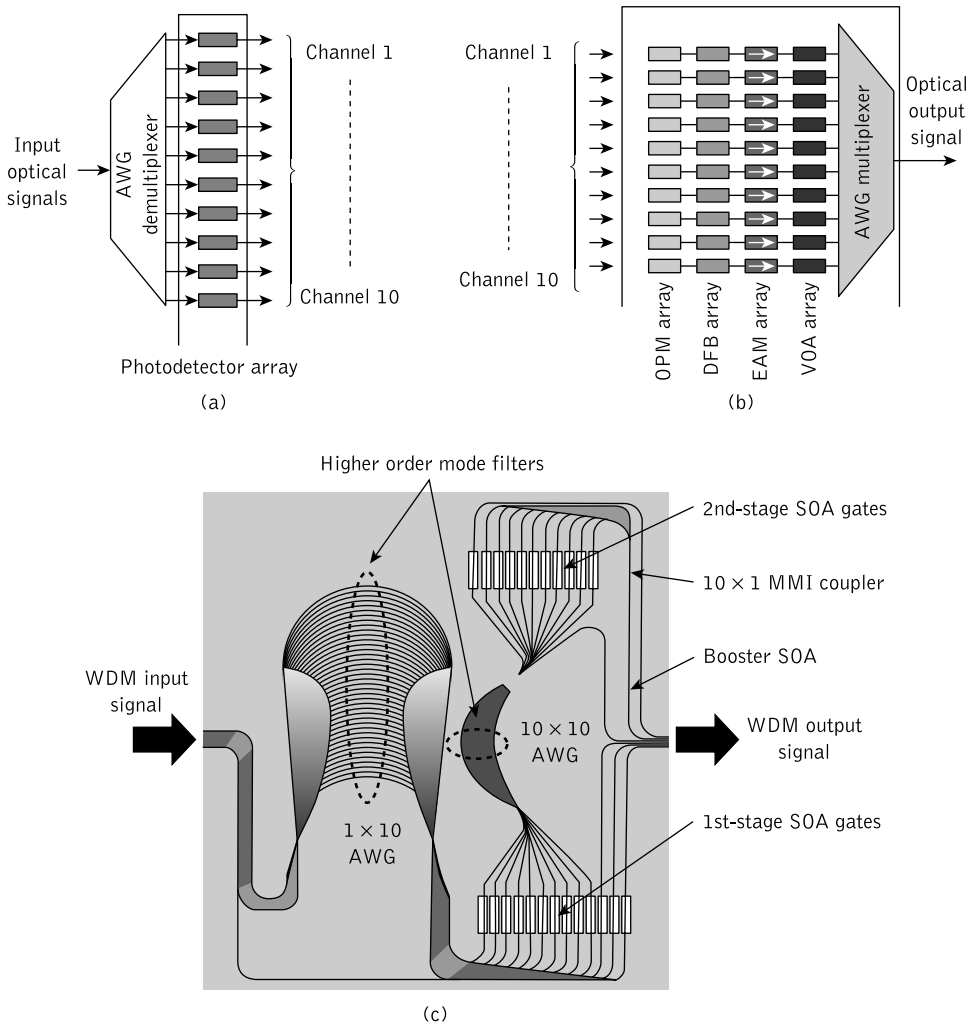 Input
optical
signals
AWG
demultiplexer
Channel 1
Channel 10
Photodetector array
(a)
Channel 1
Channel 10
OPM array
DFB array
EAM array
VOA array
AWG multiplexer
Optical
output
signal
(b)
Higher order mode filters
2nd-stage SOA gates
10 × 1 MMI coupler
Booster SOA
WDM input
signal
10 × 10
AWG
WDM output
signal
1 × 10
AWG
1st-stage SOA gates
(c)